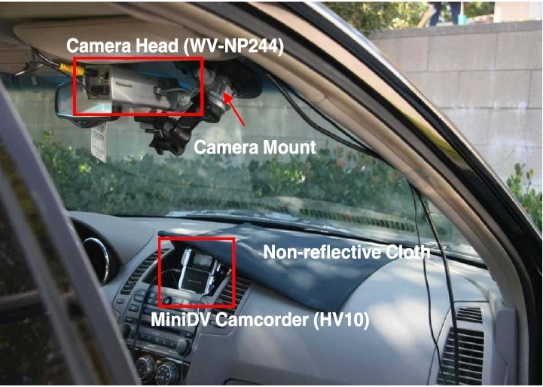 Camera Head (WV-NP244)
Camera Mount
Non-reflective Cloth
MiniDV Camcorder (HV10)